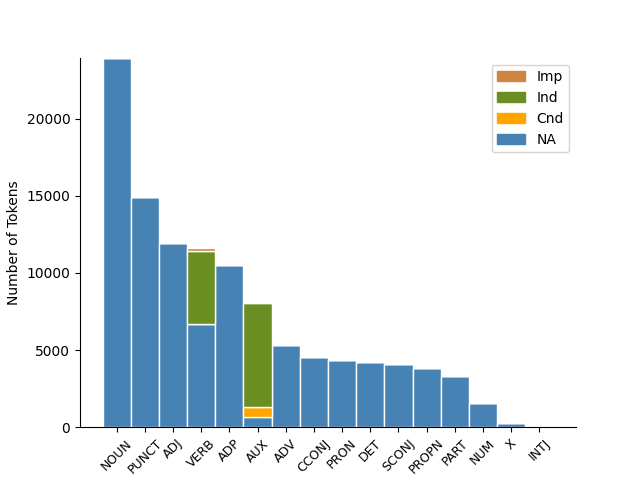 Imp
Ind
Cnd
NA
Number of Tokens
20000
15000
10000
5000
0
NOUN
PUNCT
ADJ
VERB
ADP
AUX
ADV
CCONJ
PRON
DET
SCONJ
PROPN
PART
NUM
X
INTJ